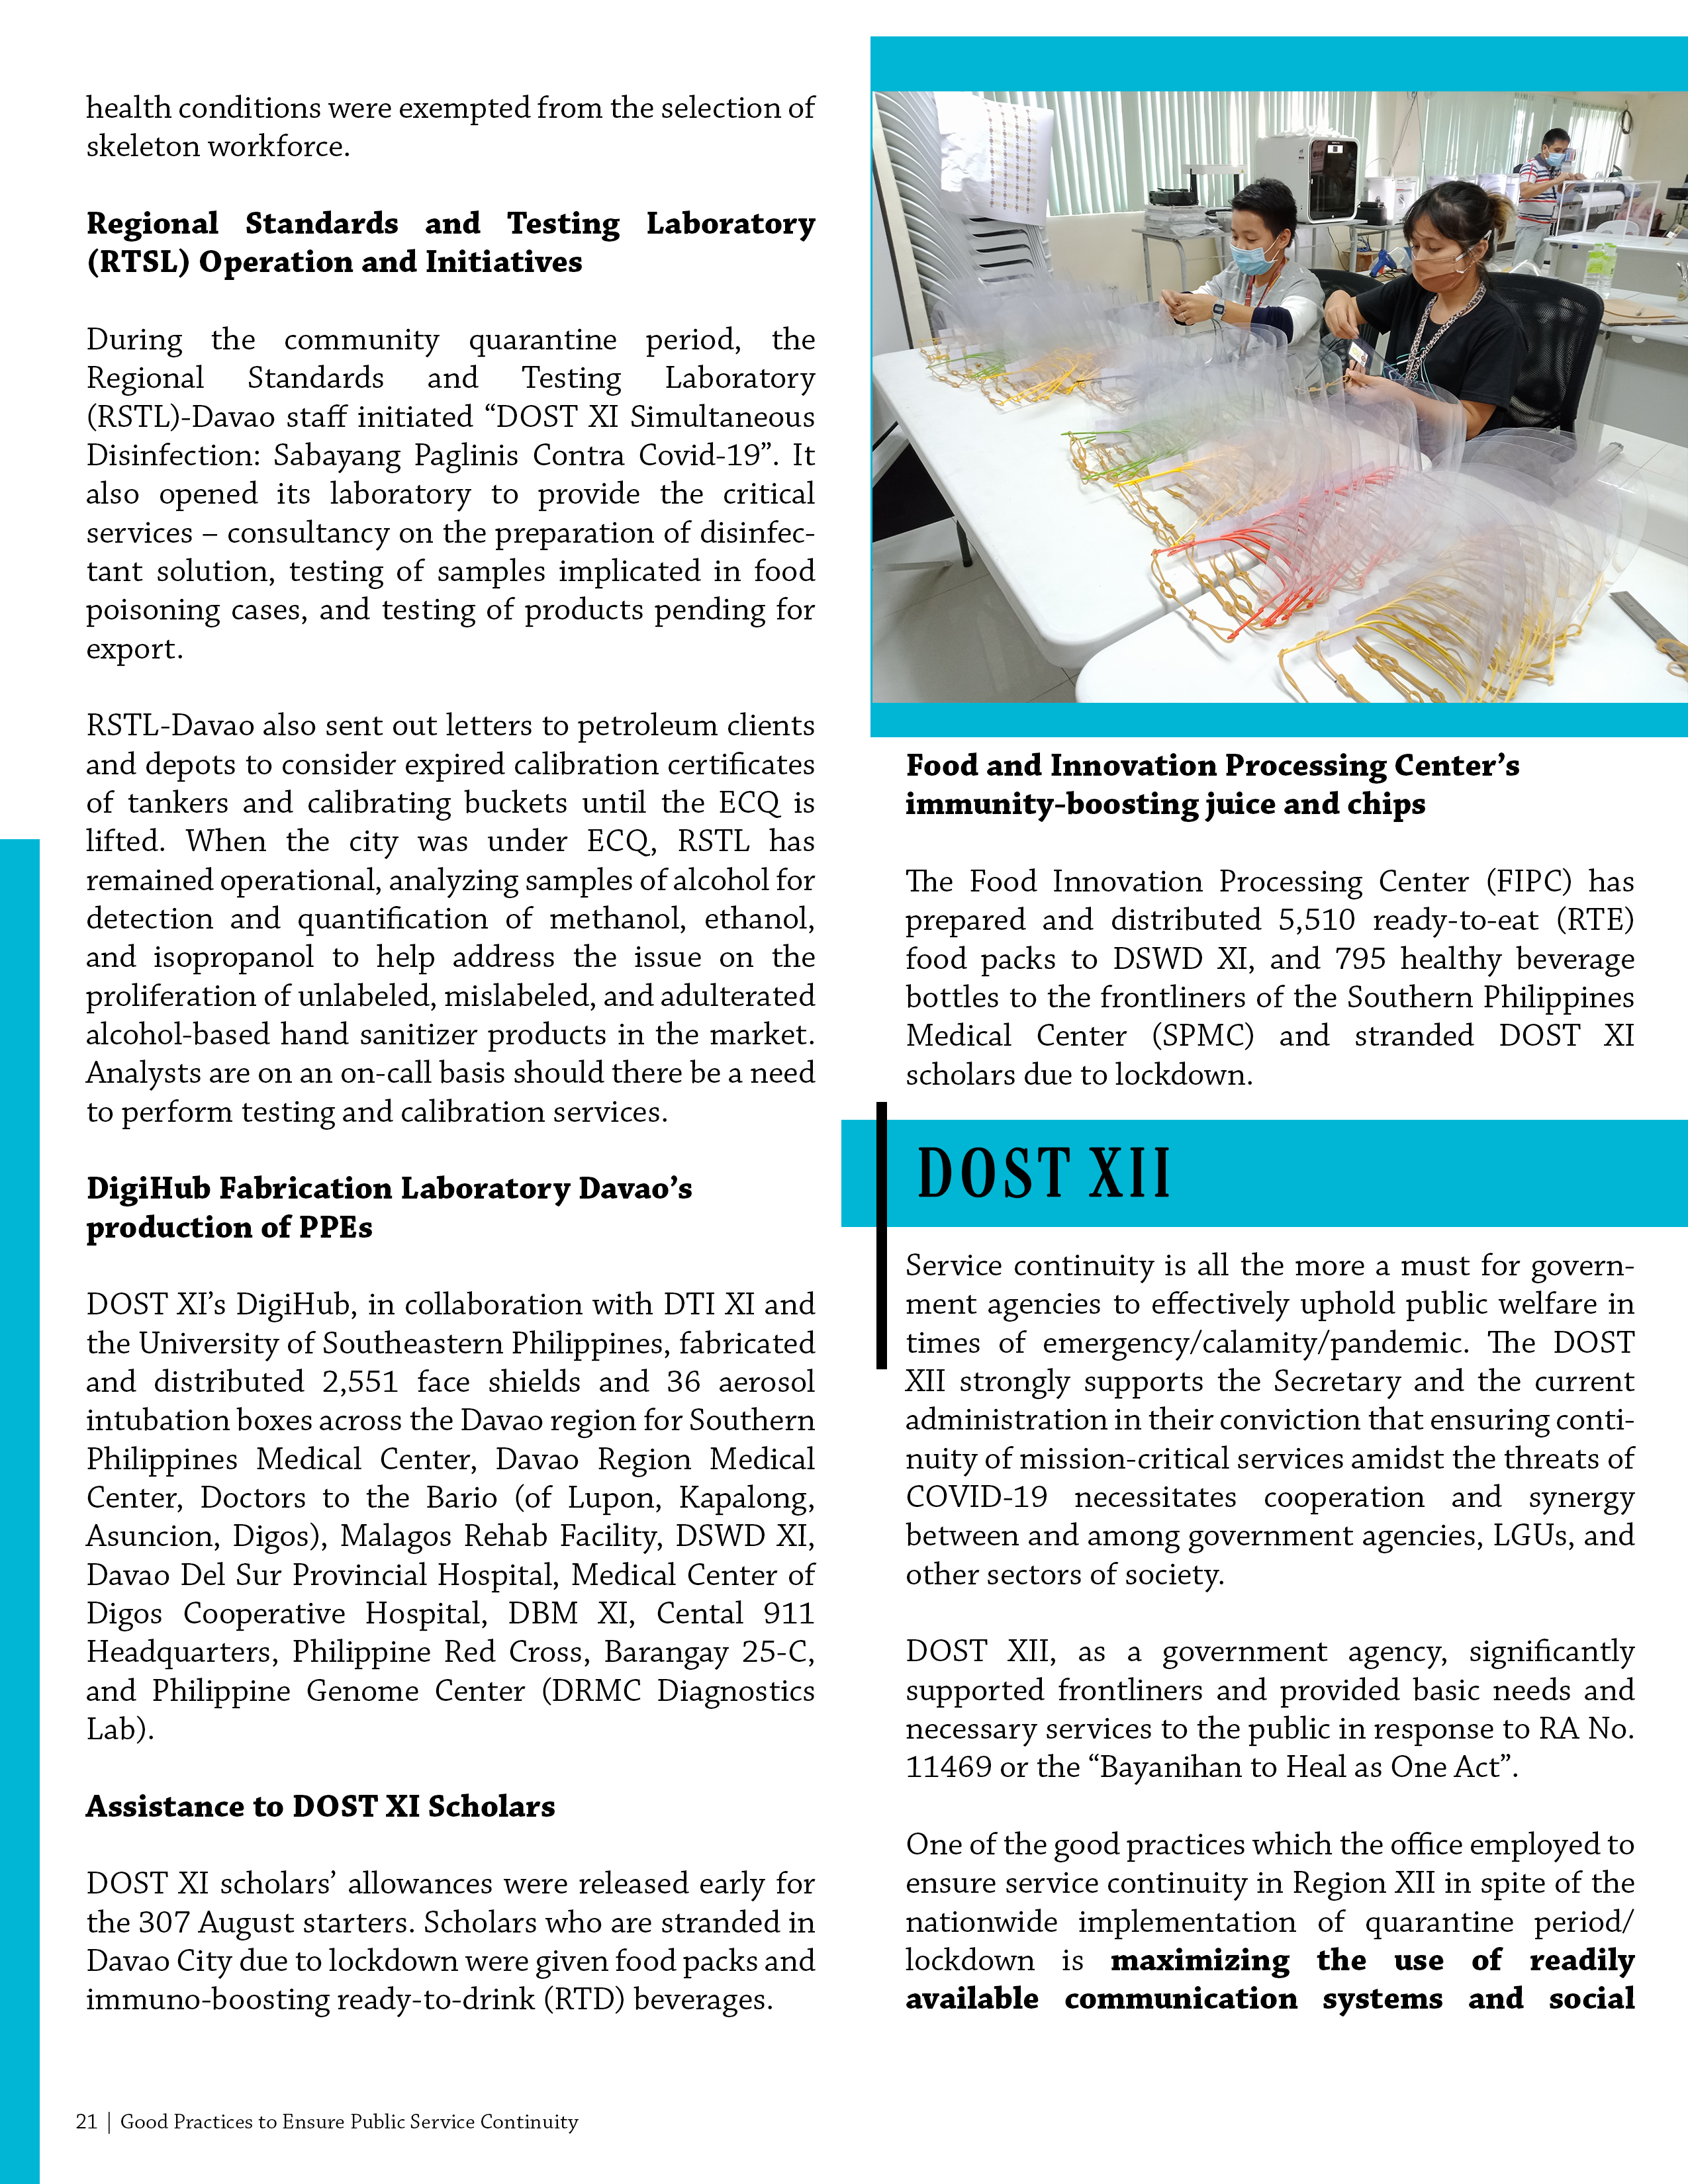 health conditions were exempted from the selection of
skeleton workforce.
Regional Standards and Testing Laboratory
(RTSL) Operation and Initiatives
During the community quarantine period, the
Regional Standards and Testing Laboratory
(RSTL)-Davao staff initiated “DOST XI Simultaneous
Disinfection: Sabayang Paglinis Contra Covid-19”. It
also opened its laboratory to provide the critical
services – consultancy on the preparation of disinfec-
tant solution, testing of samples implicated in food
poisoning cases, and testing of products pending for
export.
RSTL-Davao also sent out letters to petroleum clients
and depots to consider expired calibration certificates
of tankers and calibrating buckets until the ECQ is
lifted. When the city was under ECQ, RSTL has
remained operational, analyzing samples of alcohol for
detection and quantification of methanol, ethanol,
and isopropanol to help address the issue on the
proliferation of unlabeled, mislabeled, and adulterated
alcohol-based hand sanitizer products in the market.
Analysts are on an on-call basis should there be a need
to perform testing and calibration services.
DigiHub Fabrication Laboratory Davao’s
production of PPEs
DOST XI’s DigiHub, in collaboration with DTI XI and
the University of Southeastern Philippines, fabricated
and distributed 2,551 face shields and 36 aerosol
intubation boxes across the Davao region for Southern
Philippines Medical Center, Davao Region Medical
Center, Doctors to the Bario (of Lupon, Kapalong,
Asuncion, Digos), Malagos Rehab Facility, DSWD XI,
Davao Del Sur Provincial Hospital, Medical Center of
Digos Cooperative Hospital, DBM XI, Cental 911
Headquarters, Philippine Red Cross, Barangay 25-C,
and Philippine Genome Center (DRMC Diagnostics
Lab).
Assistance to DOST XI Scholars
DOST XI scholars’ allowances were released early for
the 307 August starters. Scholars who are stranded in
Davao City due to lockdown were given food packs and
immuno-boosting ready-to-drink (RTD) beverages.
Food and Innovation Processing Center’s
immunity-boosting juice and chips
The Food Innovation Processing Center (FIPC) has
prepared and distributed 5,510 ready-to-eat (RTE)
food packs to DSWD XI, and 795 healthy beverage
bottles to the frontliners of the Southern Philippines
Medical Center (SPMC) and stranded DOST XI
scholars due to lockdown.
DOST XII
Service continuity is all the more a must for govern-
ment agencies to effectively uphold public welfare in
times of emergency/calamity/pandemic. The DOST
XII strongly supports the Secretary and the current
administration in their conviction that ensuring conti-
nuity of mission-critical services amidst the threats of
COVID-19 necessitates cooperation and synergy
between and among government agencies, LGUs, and
other sectors of society.
DOST XII, as a government agency, significantly
supported frontliners and provided basic needs and
necessary services to the public in response to RA No.
11469 or the “Bayanihan to Heal as One Act”.
One of the good practices which the office employed to
ensure service continuity in Region XII in spite of the
nationwide implementation of quarantine period/
lockdown is maximizing the use of readily
available communication systems and social
21 | Good Practices to Ensure Public Service Continuity